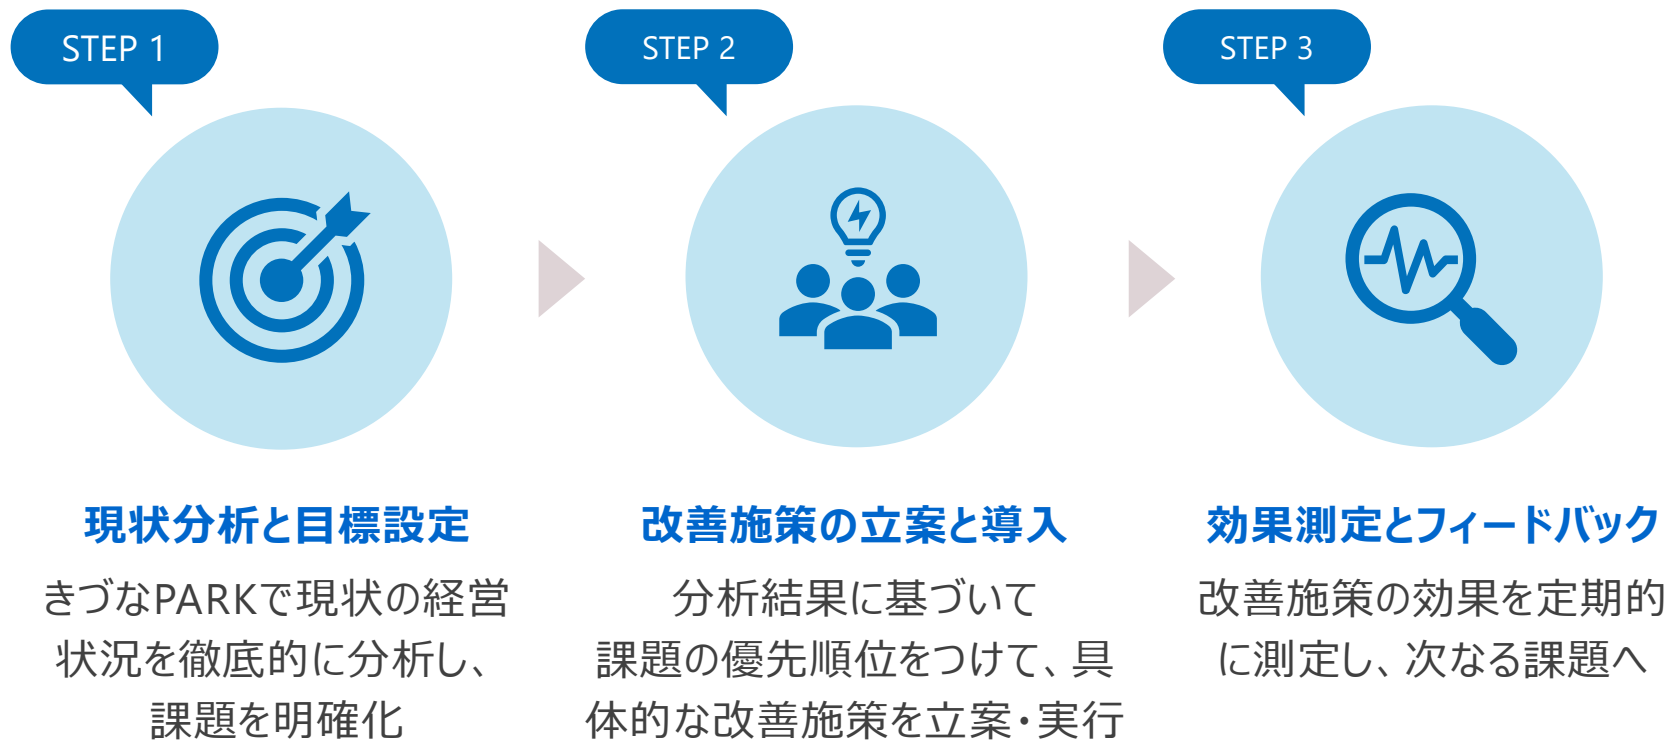 STEP 1
現状分析と目標設定
きづなPARKで現状の経営
状況を徹底的に分析し、
課題を明確化
STEP 2
改善施策の立案と導入
分析結果に基づいて
課題の優先順位をつけて、具
体的な改善施策を立案・実行
STEP 3
効果測定とフィードバック
改善施策の効果を定期的
に測定し、次なる課題へ